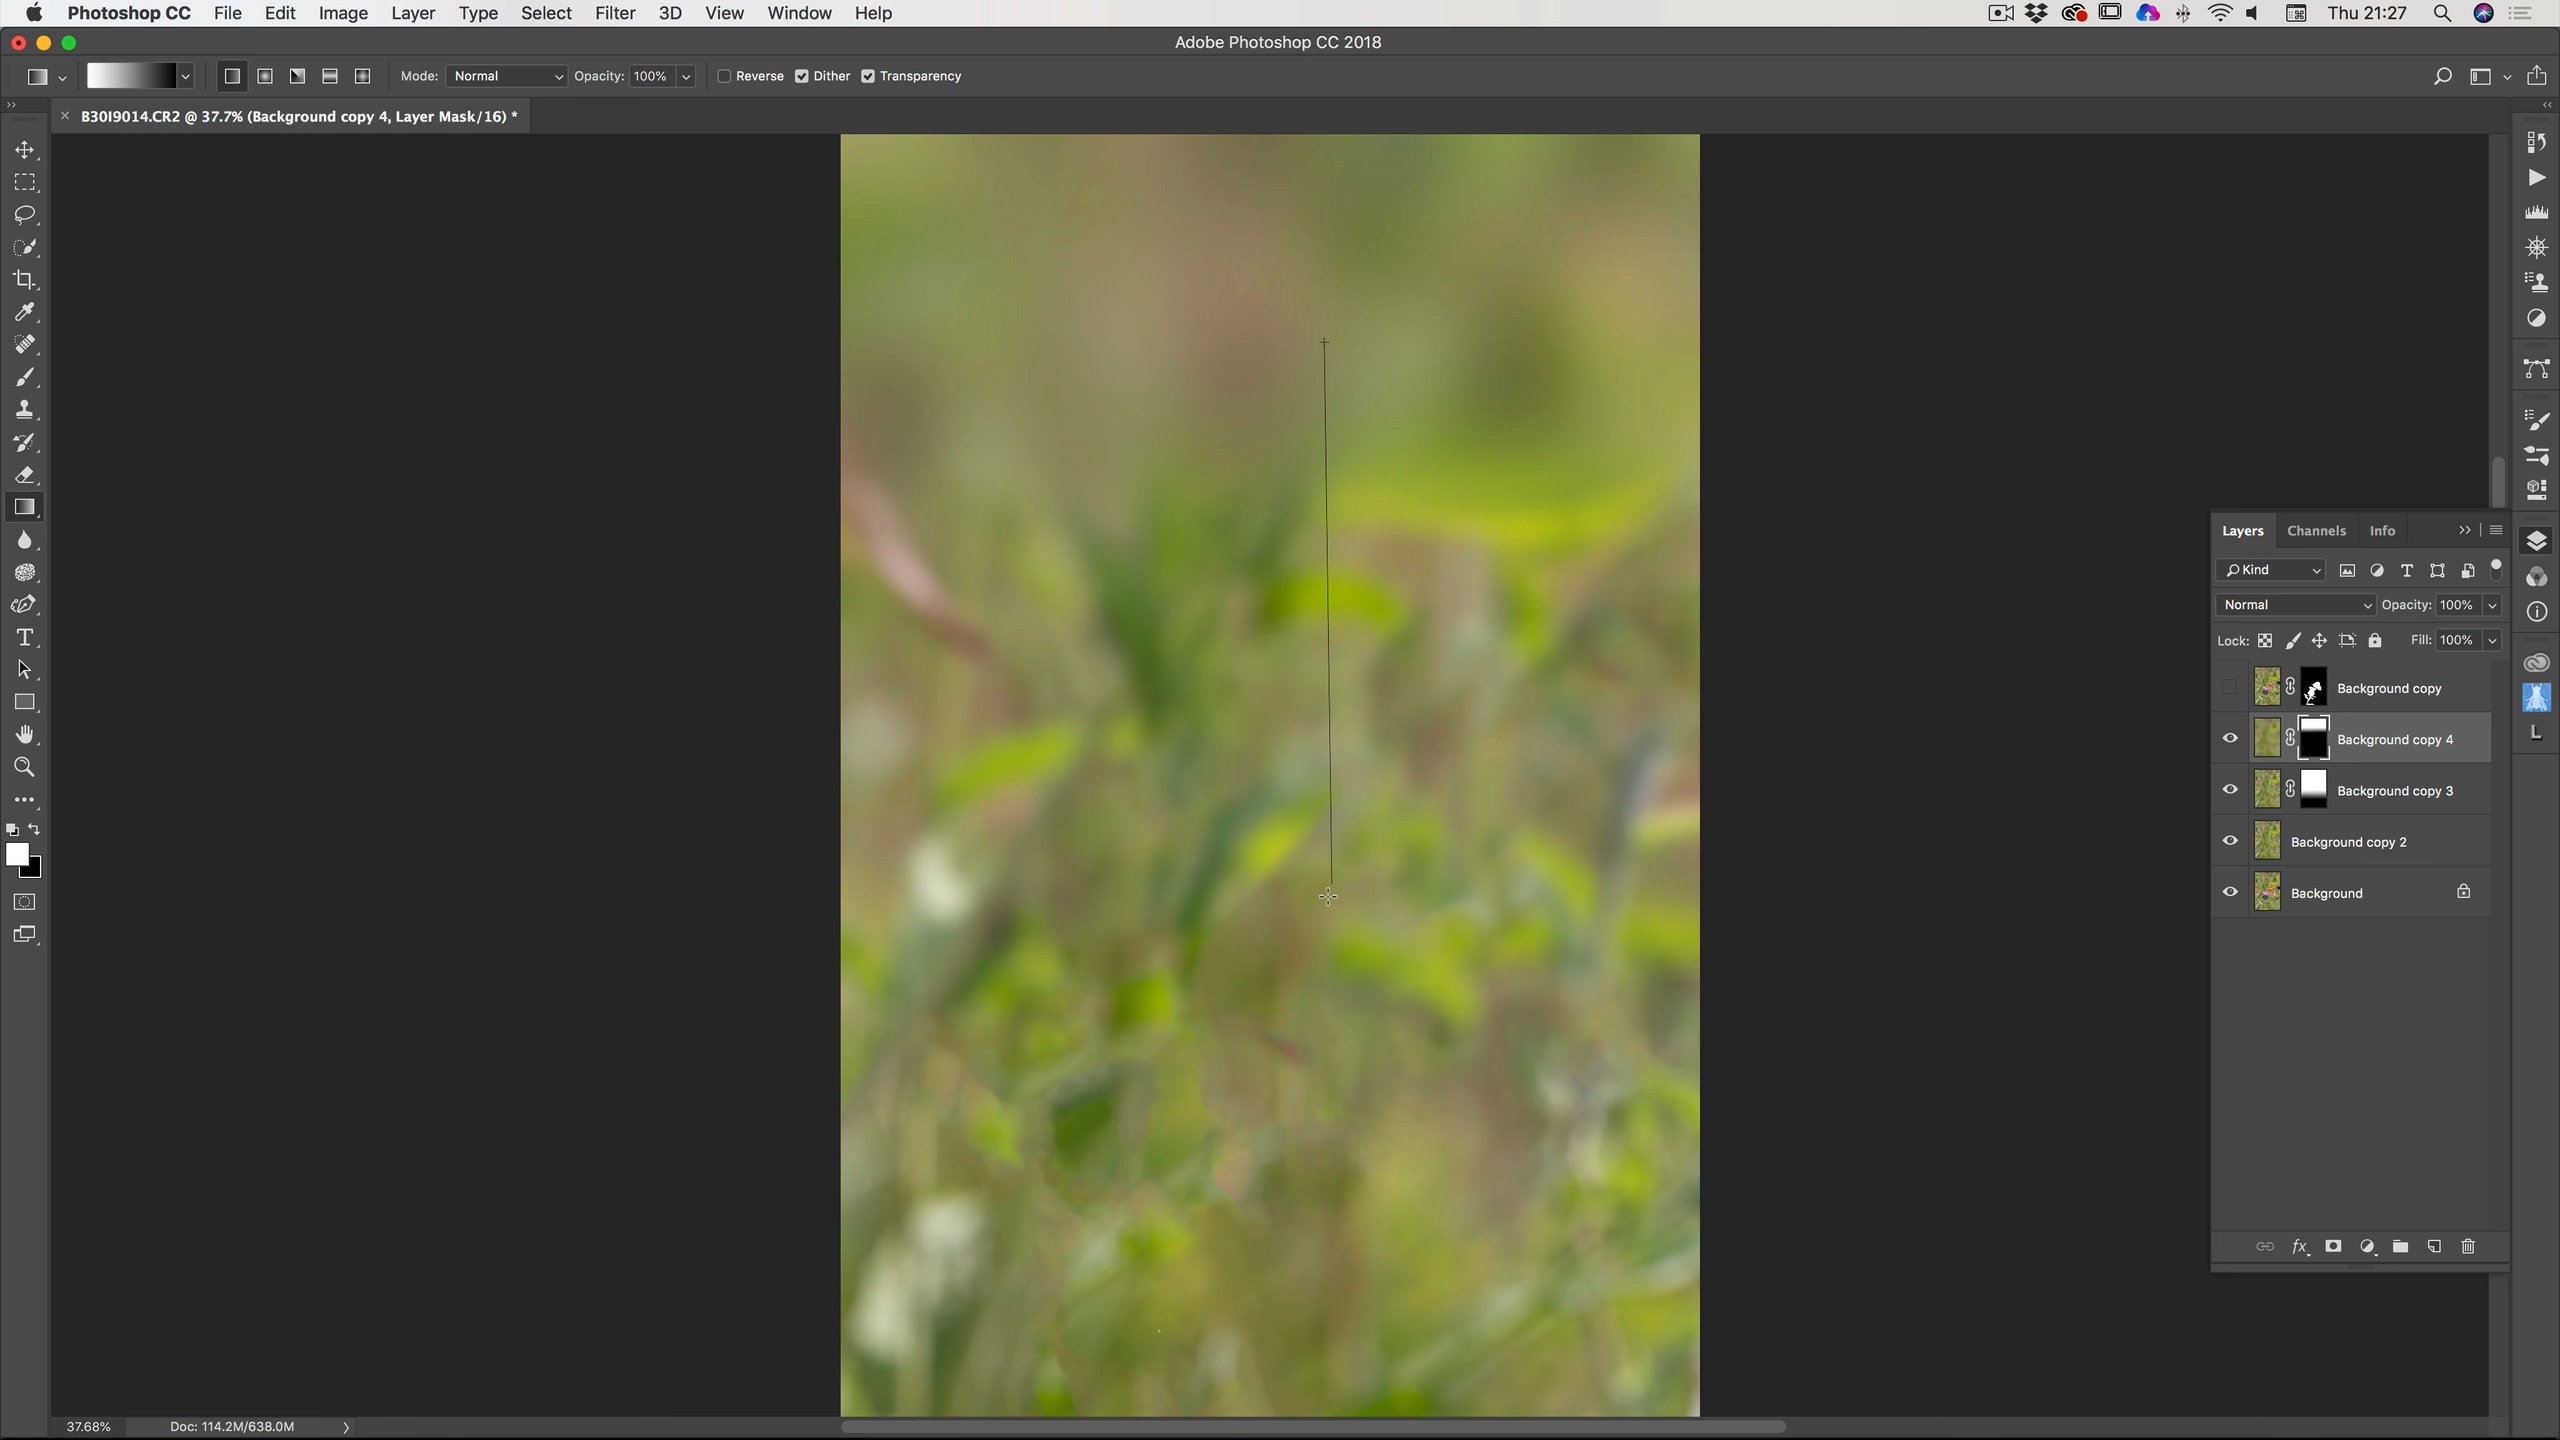 Photoshop CC File Edit Image Layer Type Select Filter 3D View Window Help Thu 21:27
Adobe Photoshop CC 2018
Mode: Normal Opacity: 100% Reverse Dither Transparency
B30I9014.CR2 @ 37.7% (Background copy 4, Layer Mask/16) *
Layers Channels Info
Kind
Normal Opacity: 100%
Lock: Fill: 100%
Background copy
Background copy 4
Background copy 3
Background copy 2
Background
fx
37.68% Doc: 114.2M/638.0M